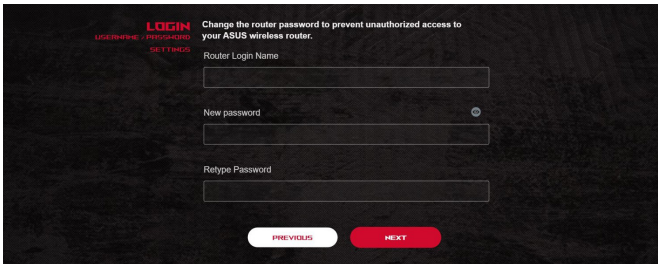 LOGIN
USERNAME - PASSWORD
SETTINGS
Change the router password to prevent unauthorized access to
your ASUS wireless router.
Router Login Name
New password
Retype Password
PREVIOUS
NEXT